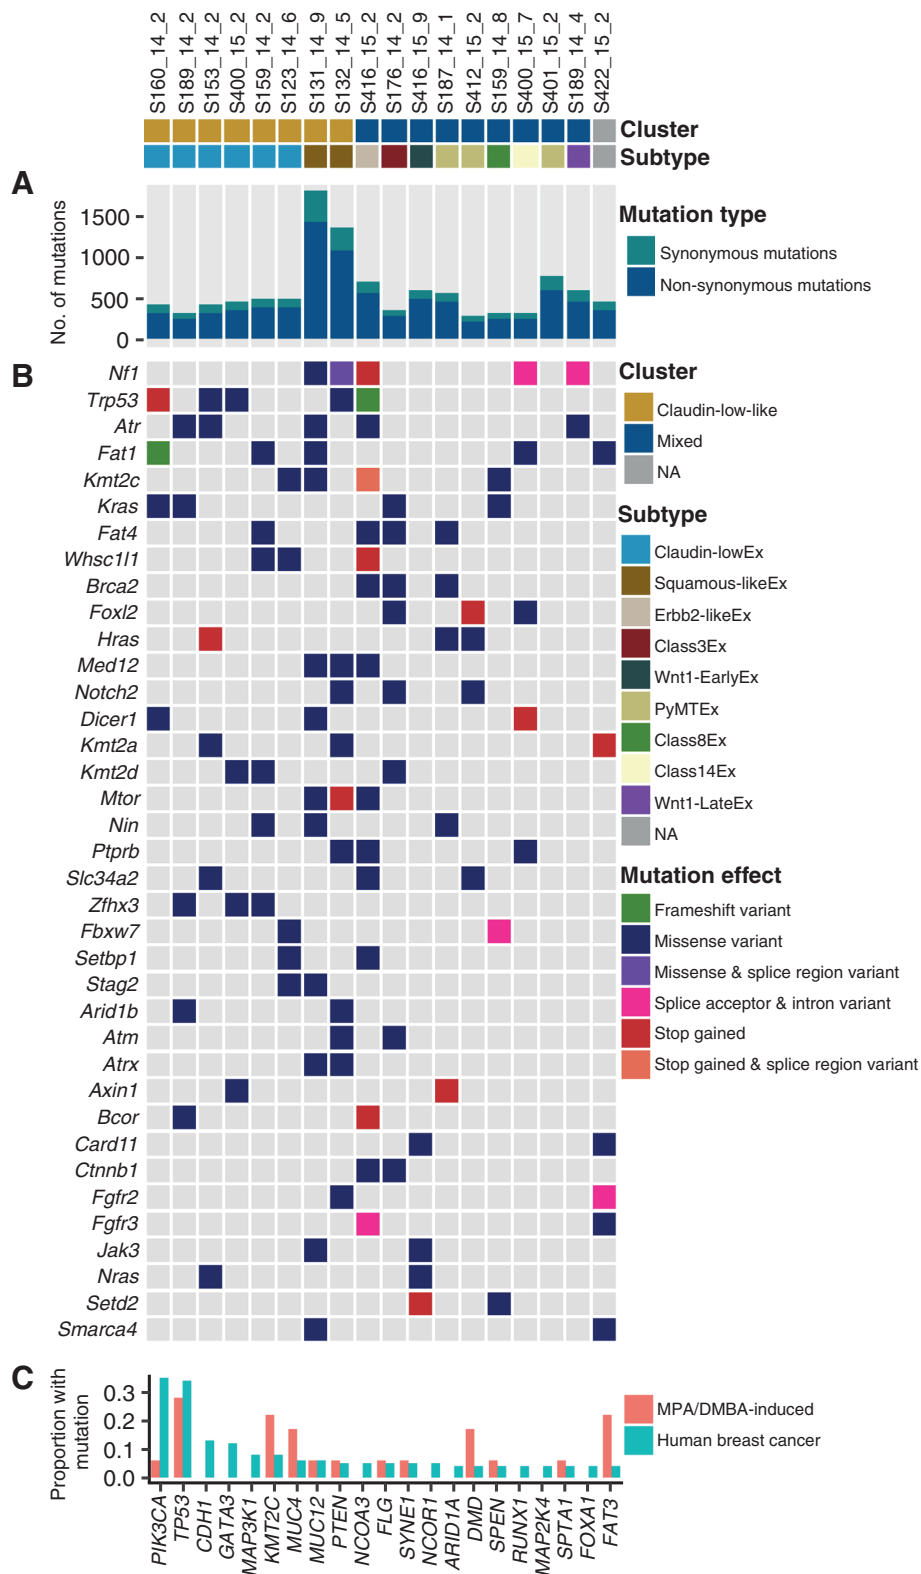 S160_14_2
S189_14_2
S153_14_2
S400_15_2
S159_14_2
S123_14_6
S131_14_9
S132_14_5
S416_15_2
S176_14_2
S416_15_9
S187_14_1
S412_15_2
S159_14_8
S400_15_7
S401_15_2
S189_14_4
S422_15_2
Cluster
Subtype
A
No. of mutations
1500
1000
500
0
Mutation type
Synonymous mutations
Non-synonymous mutations
B
Nf1
Trp53
Atr
Fat1
Kmt2c
Kras
Fat4
Whsc1l1
Brca2
Foxl2
Hras
Med12
Notch2
Dicer1
Kmt2a
Kmt2d
Mtor
Nin
Ptprb
Slc34a2
Zfhx3
Fbxw7
Setbp1
Stag2
Arid1b
Atm
Atrx
Axin1
Bcor
Card11
Ctnnb1
Fgfr2
Fgfr3
Jak3
Nras
Setd2
Smarca4
Cluster
Claudin-low-like
Mixed
NA
Subtype
Claudin-lowEx
Squamous-likeEx
Erbb2-likeEx
Class3Ex
Wnt1-EarlyEx
PyMTEx
Class8Ex
Class14Ex
Wnt1-LateEx
NA
Mutation effect
Frameshift variant
Missense variant
Missense & splice region variant
Splice acceptor & intron variant
Stop gained
Stop gained & splice region variant
C
Proportion with
mutation
0.3
0.2
0.1
0.0
MPA/DMBA-induced
Human breast cancer
PIK3CA
TP53
CDH1
GATA3
MAP3K1
KMT2C
MUC4
MUC12
PTEN
NCOA3
FLG
SYNE1
NCOR1
ARID1A
DMD
SPEN
RUNX1
MAP2K4
SPTA1
FOXA1
FAT3